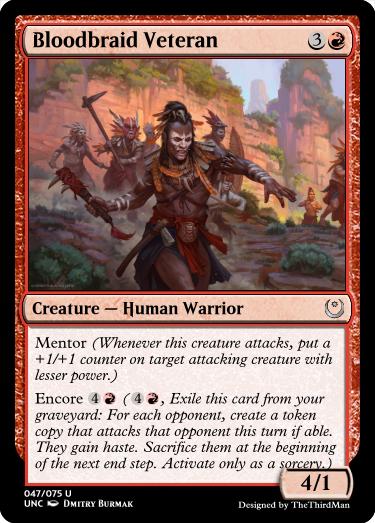 Bloodbraid Veteran 3
Creature — Human Warrior
Mentor (Whenever this creature attacks, put a
+1/+1 counter on target attacking creature with
lesser power.)
Encore 4 ( 4 , Exile this card from your
graveyard: For each opponent, create a token
copy that attacks that opponent this turn if able.
They gain haste. Sacrifice them at the beginning
of the next end step. Activate only as a sorcery.)
4/1
047/075 U
UNC Dmitry Burmak
Designed by TheThirdMan